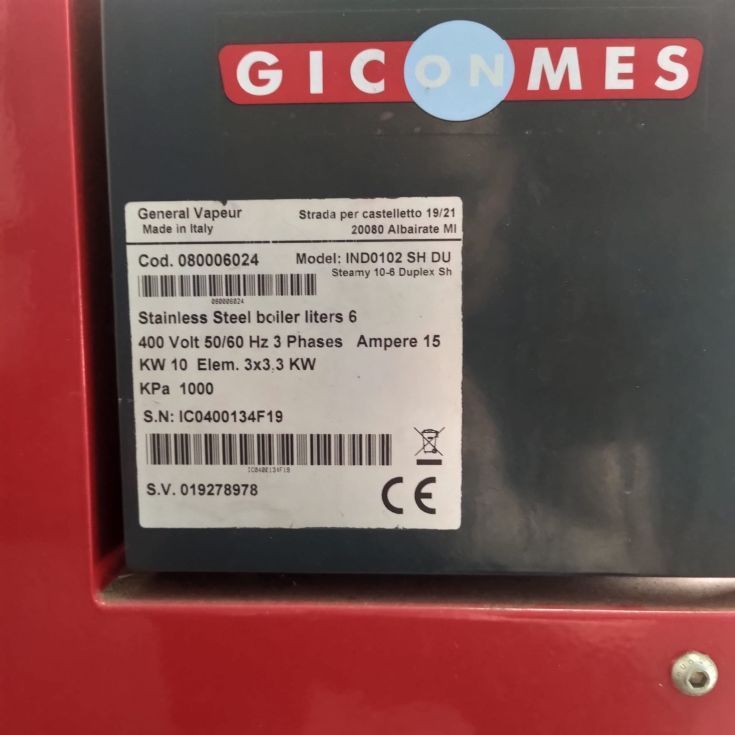 GICONMES
General Vapeur Strada per castelletto 19/21
Made in Italy 20080 Albairate MI
Cod. 080006024 Model: IND0102 SH DU
Steamy 10-6 Duplex Sh
080006024
Stainless Steel boiler liters 6
400 Volt 50/60 Hz 3 Phases Ampere 15
KW 10 Elem. 3x3,3 KW
KPa 1000
S.N: IC0400134F19
IC0400134F19
S.V. 019278978
CE